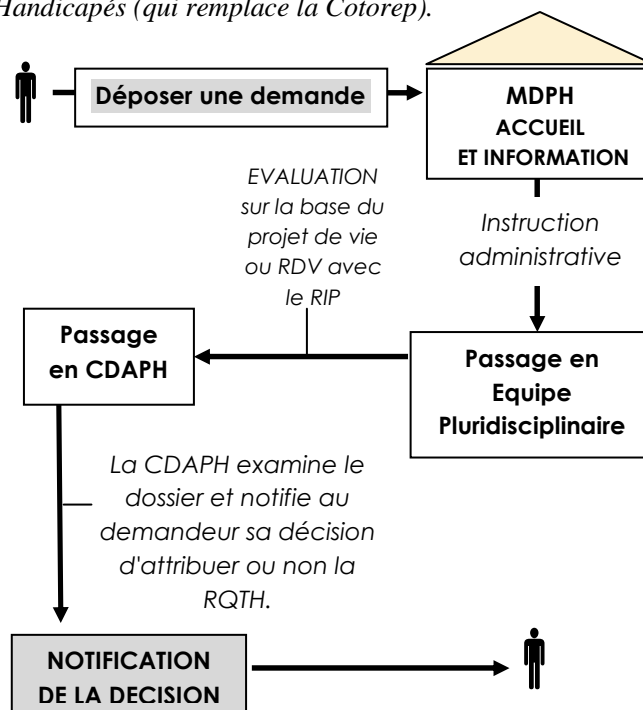 Handicapés (qui remplace la Cotorep).
Déposer une demande
MDPH
ACCUEIL
ET INFORMATION
EVALUATION
sur la base du
projet de vie
ou RDV avec
le RIP
Instruction
administrative
Passage
en CDAPH
Passage en
Equipe
Pluridisciplinaire
La CDAPH examine le
dossier et notifie au
demandeur sa décision
d'attribuer ou non la
RQTH.
NOTIFICATION
DE LA DECISION